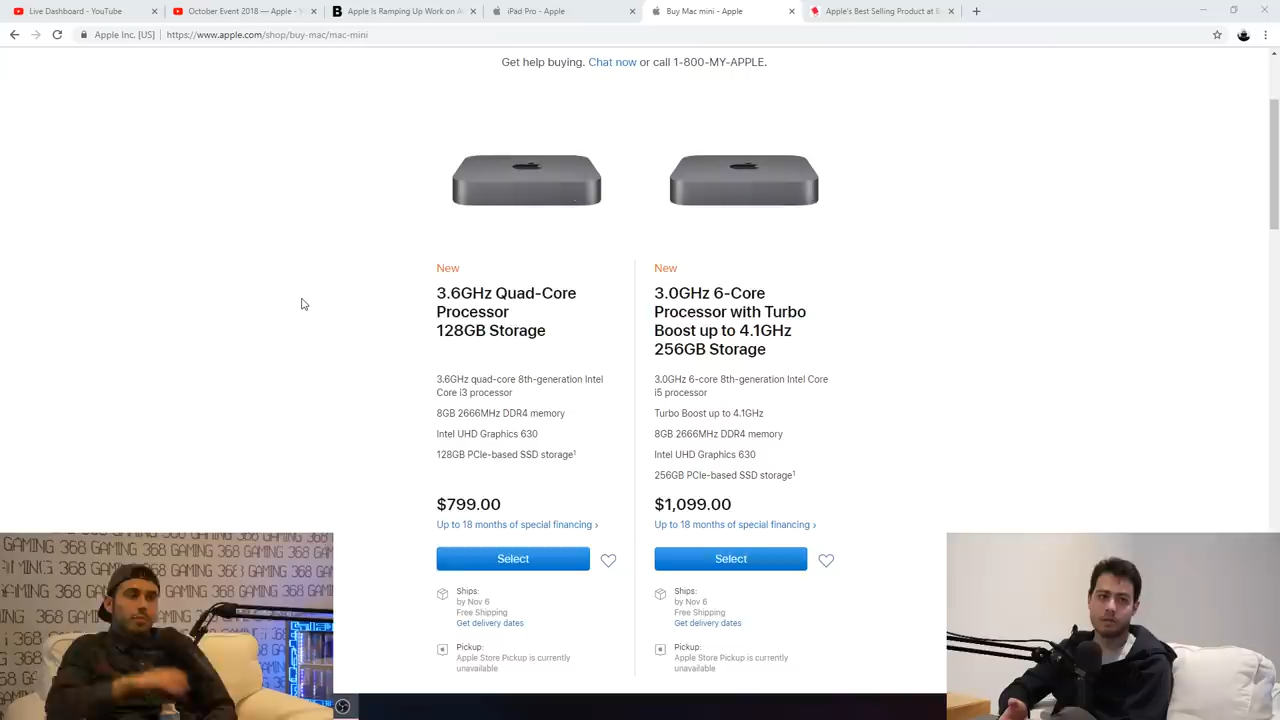 Live Dashboard - YouTube
October Event 2018 — Apple - Y
Apple Is Ramping Up Work on A
iPad Pro - Apple
Buy Mac mini - Apple
Apple's Best Selling Product at B
Apple Inc. [US]
https://www.apple.com/shop/buy-mac/mac-mini
Get help buying. Chat now or call 1-800-MY-APPLE.
New
3.6GHz Quad-Core
Processor
128GB Storage
3.6GHz quad-core 8th-generation Intel
Core i3 processor
8GB 2666MHz DDR4 memory
Intel UHD Graphics 630
128GB PCIe-based SSD storage1
$799.00
Up to 18 months of special financing ›
Select
Ships:
by Nov 6
Free Shipping
Get delivery dates
Pickup:
Apple Store Pickup is currently
unavailable
New
3.0GHz 6-Core
Processor with Turbo
Boost up to 4.1GHz
256GB Storage
3.0GHz 6-core 8th-generation Intel Core
i5 processor
Turbo Boost up to 4.1GHz
8GB 2666MHz DDR4 memory
Intel UHD Graphics 630
256GB PCIe-based SSD storage1
$1,099.00
Up to 18 months of special financing ›
Select
Ships:
by Nov 6
Free Shipping
Get delivery dates
Pickup:
Apple Store Pickup is currently
unavailable
GAMING 368 GAMING 368 GAMING 368